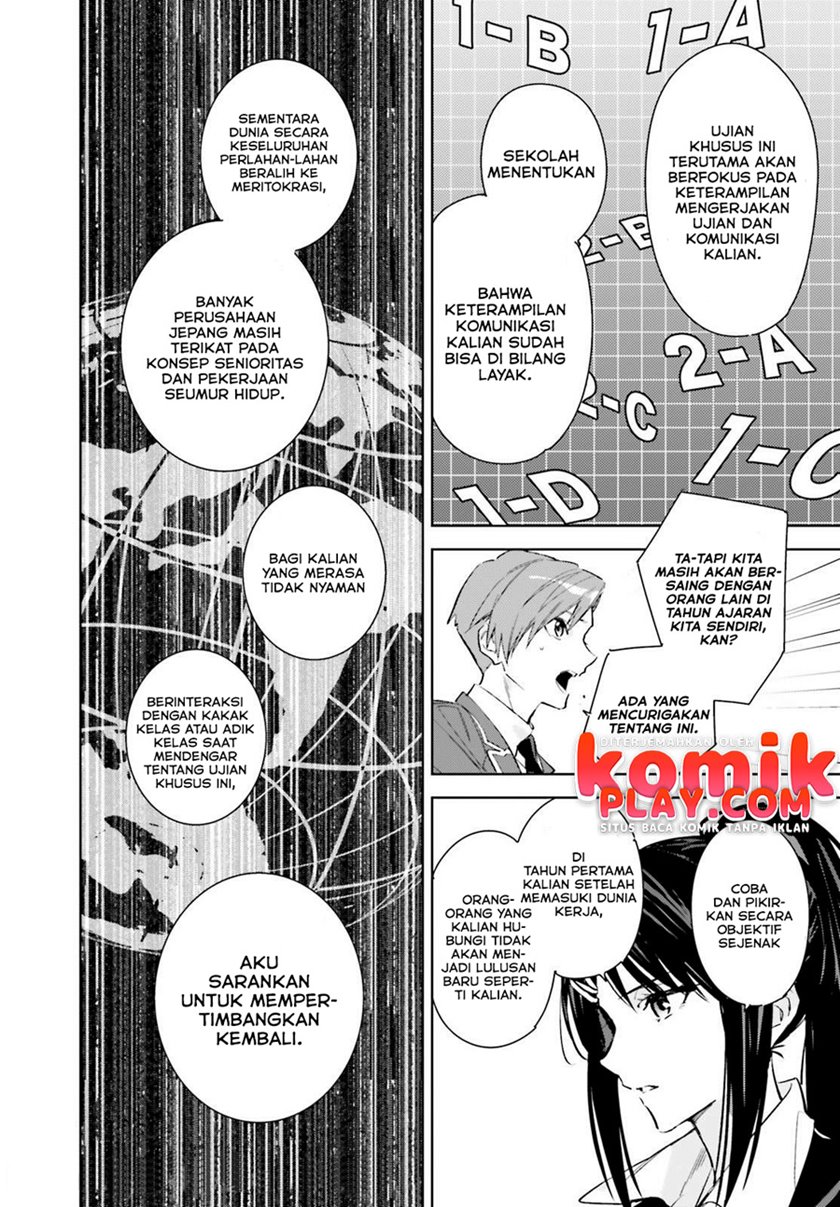 1-B
1-A
UJIAN
KHUSUS INI
TERUTAMA AKAN
BERFOKUS PADA
KETERAMPILAN
MENGERJAKAN
UJIAN DAN
KOMUNIKASI
KALIAN.
SEKOLAH
MENENTUKAN
BAHWA
KETERAMPILAN
KOMUNIKASI
KALIAN SUDAH
BISA DI BILANG
LAYAK.
2-B
2-A
2-C
1-C
1-D
TA-TAPI KITA
MASIH AKAN BER-
SAING DENGAN
ORANG LAIN DI
TAHUN AJARAN
KITA SENDIRI,
KAN?
ADA YANG
MENCURIGAKAN
TENTANG INI.
DITERJEMAHKAN OLEH
komik
PLAY.COM
SITUS BACA KOMIK TANPA IKLAN
COBA
DAN PIKIR-
KAN SECARA
OBJEKTIF
SEJENAK
DI
TAHUN PERTAMA
KALIAN SETELAH
MEMASUKI DUNIA
KERJA,
ORANG-
ORANG YANG
KALIAN HU-
BUNGI TIDAK
AKAN MEN-
JADI LULUSAN
BARU SEPER-
TI KALIAN.
SEMENTARA
DUNIA SECARA
KESELURUHAN
PERLAHAN-LAHAN
BERALIH KE
MERITOKRASI,
BANYAK
PERUSAHAAN
JEPANG MASIH
TERIKAT PADA
KONSEP SENIORITAS
DAN PEKERJAAN
SEUMUR HIDUP.
BAGI KALIAN
YANG MERASA
TIDAK NYAMAN
BERINTERAKSI
DENGAN KAKAK
KELAS ATAU ADIK
KELAS SAAT
MENDENGAR
TENTANG UJIAN
KHUSUS INI,
AKU
SARANKAN
UNTUK MEMPER-
TIMBANGKAN
KEMBALI.